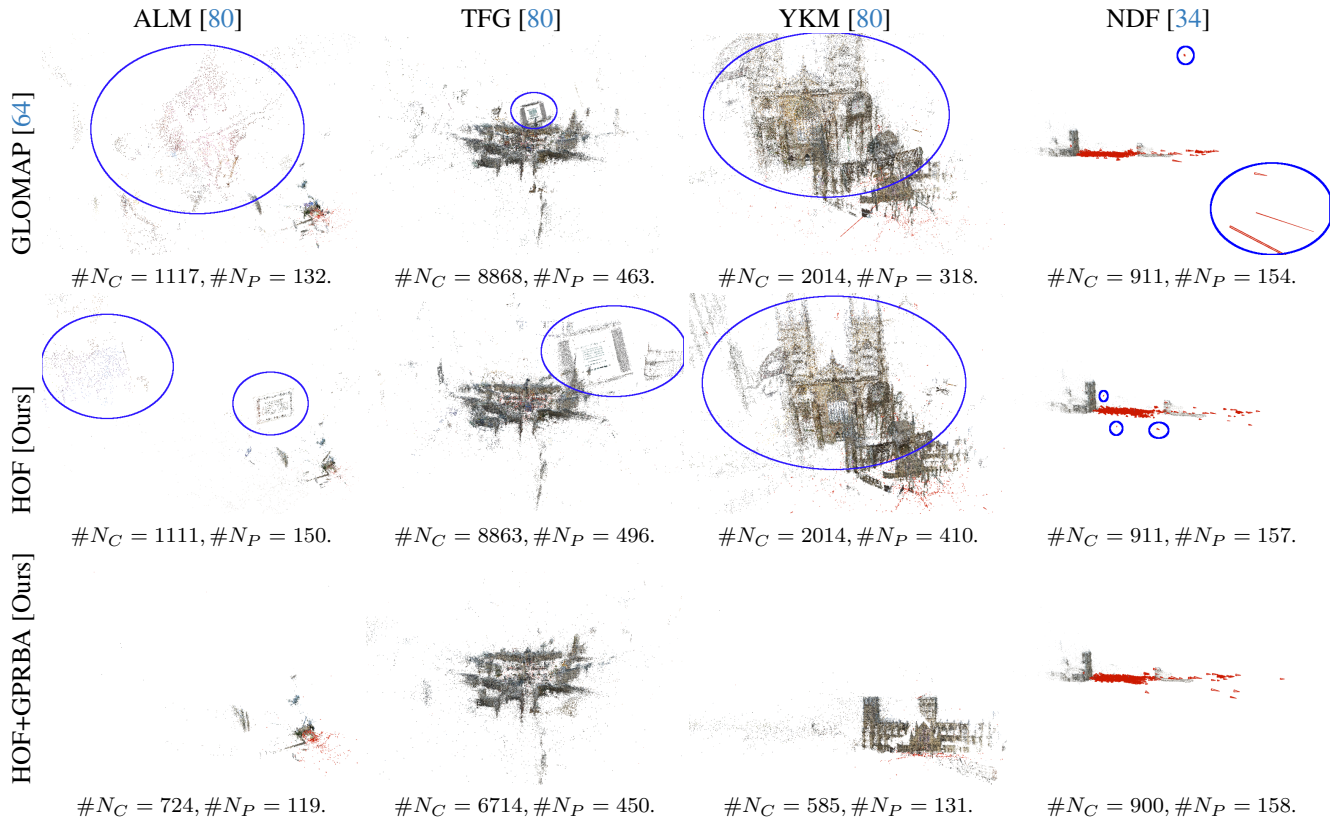 ALM [80] TFG [80] YKM [80] NDF [34]
GLOMAP [64]
#N_C = 1117, #N_P = 132. #N_C = 8868, #N_P = 463. #N_C = 2014, #N_P = 318. #N_C = 911, #N_P = 154.
HOF [Ours]
#N_C = 1111, #N_P = 150. #N_C = 8863, #N_P = 496. #N_C = 2014, #N_P = 410. #N_C = 911, #N_P = 157.
HOF+GPRBA [Ours]
#N_C = 724, #N_P = 119. #N_C = 6714, #N_P = 450. #N_C = 585, #N_P = 131. #N_C = 900, #N_P = 158.